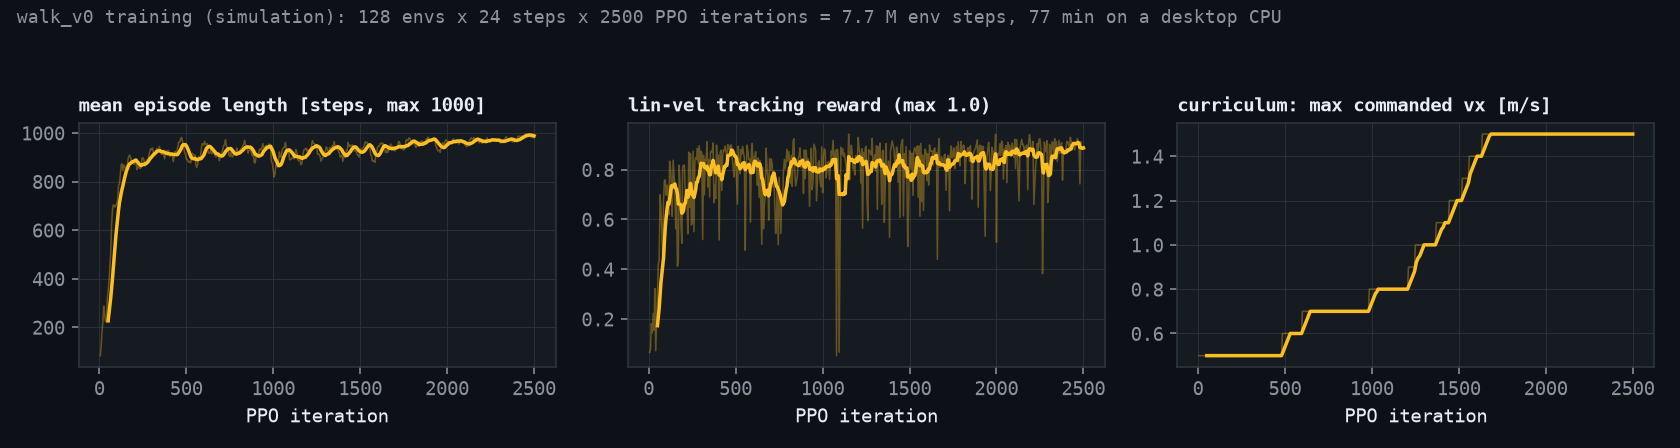 walk_v0 training (simulation): 128 envs x 24 steps x 2500 PPO iterations = 7.7 M env steps, 77 min on a desktop CPU
mean episode length [steps, max 1000]
1000
800
600
400
200
0 500 1000 1500 2000 2500
PPO iteration
lin-vel tracking reward (max 1.0)
0.8
0.6
0.4
0.2
0 500 1000 1500 2000 2500
PPO iteration
curriculum: max commanded vx [m/s]
1.4
1.2
1.0
0.8
0.6
0 500 1000 1500 2000 2500
PPO iteration